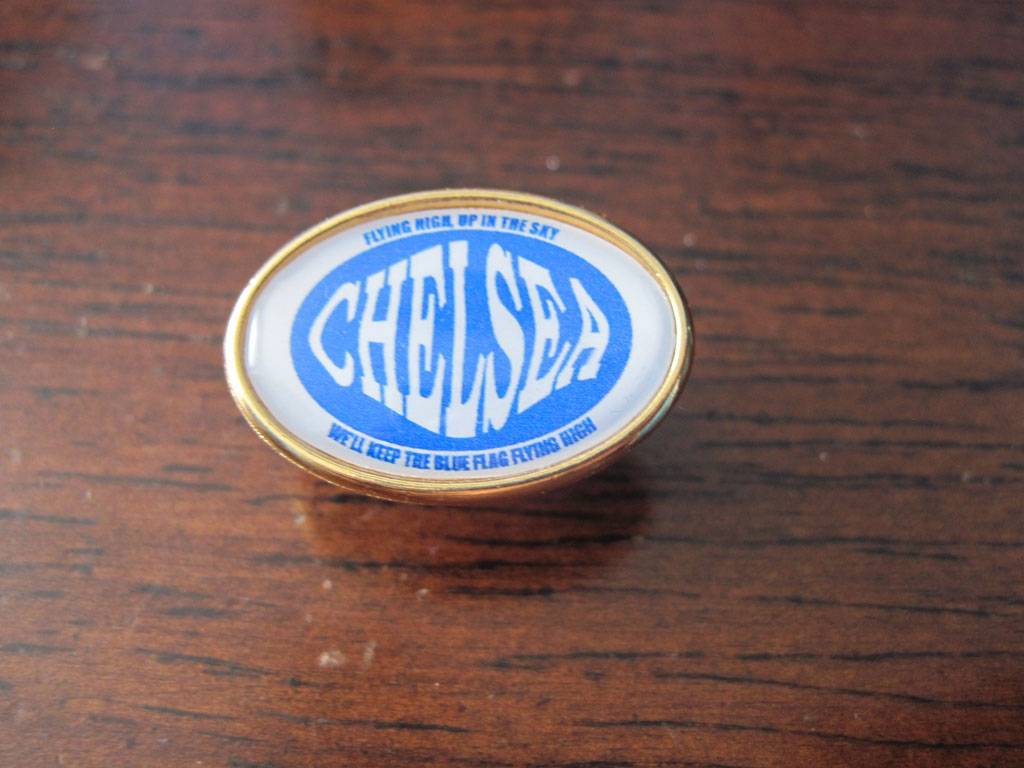 FLYING HIGH, UP IN THE SKY
CHELSEA
WE'LL KEEP THE BLUE FLAG FLYING HIGH